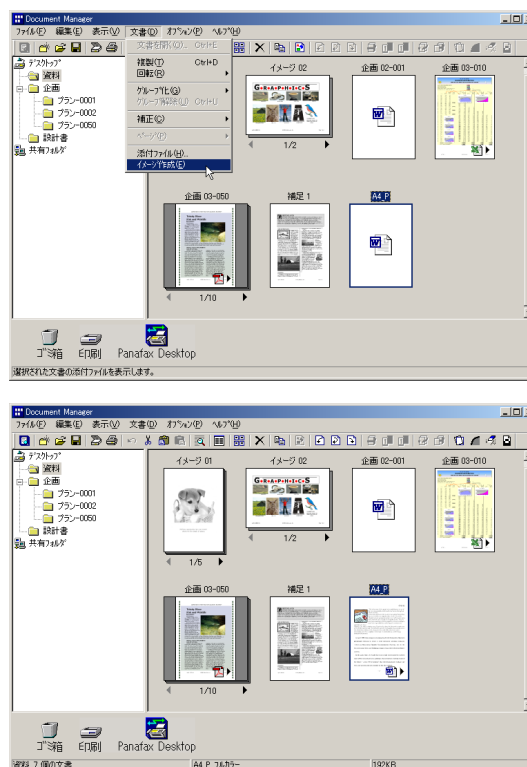 Document Manager
ファイル(F) 編集(E) 表示(V) 文書(D) オプション(P) ヘルプ(H)
文書を開く(O)... Ctrl+E
複製(T) Ctrl+D
回転(R)
グループ化(G)
グループ解除(U) Ctrl+U
補正(C)
ページ(P)
添付ファイル(H)...
イメージ作成(E)
デスクトップ
資料
企画
プラン-0001
プラン-0002
プラン-0050
設計書
共有フォルダ
イメージ 02
企画 02-001
企画 03-010
G•R•A•P•H•I•C•S
1/2
企画 03-050
補足 1
A4_P
1/10
ゴミ箱
印刷
Panafax Desktop
選択された文書の添付ファイルを表示します。
Document Manager
ファイル(F) 編集(E) 表示(V) 文書(D) オプション(P) ヘルプ(H)
デスクトップ
資料
企画
プラン-0001
プラン-0002
プラン-0050
設計書
共有フォルダ
イメージ 01
イメージ 02
企画 02-001
企画 03-010
G•R•A•P•H•I•C•S
1/5
1/2
企画 03-050
補足 1
A4_P
1/10
ゴミ箱
印刷
Panafax Desktop
資料 7 個の文書
A4_P フルカラー
192KB